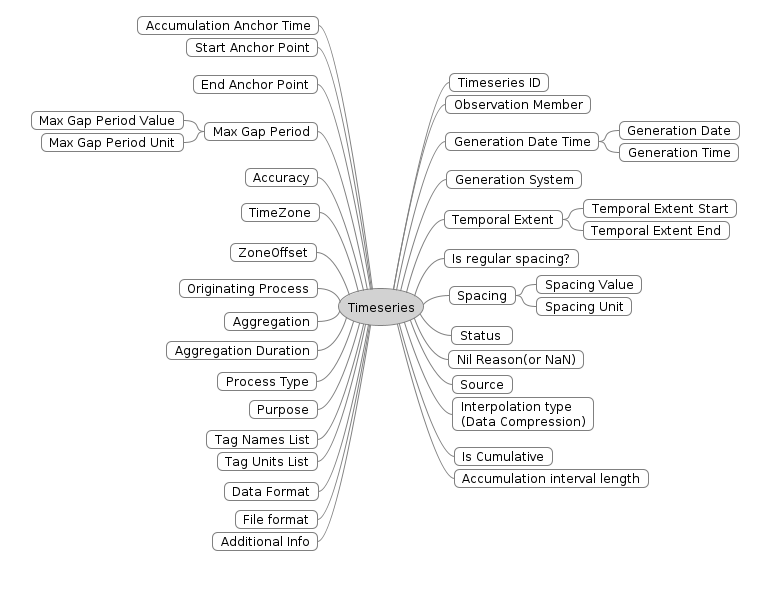 Accumulation Anchor Time
Start Anchor Point
End Anchor Point
Max Gap Period Value
Max Gap Period Unit
Max Gap Period
Accuracy
TimeZone
ZoneOffset
Originating Process
Aggregation
Aggregation Duration
Process Type
Purpose
Tag Names List
Tag Units List
Data Format
File format
Additional Info
Timeseries
Timeseries ID
Observation Member
Generation Date Time
Generation Date
Generation Time
Generation System
Temporal Extent
Temporal Extent Start
Temporal Extent End
Is regular spacing?
Spacing
Spacing Value
Spacing Unit
Status
Nil Reason(or NaN)
Source
Interpolation type
(Data Compression)
Is Cumulative
Accumulation interval length